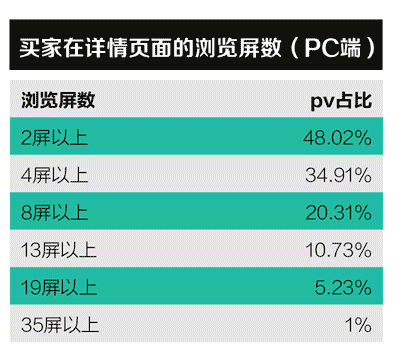 买家在详情页面的浏览屏数（PC端）
浏览屏数 pv占比
2屏以上 48.02%
4屏以上 34.91%
8屏以上 20.31%
13屏以上 10.73%
19屏以上 5.23%
35屏以上 1%